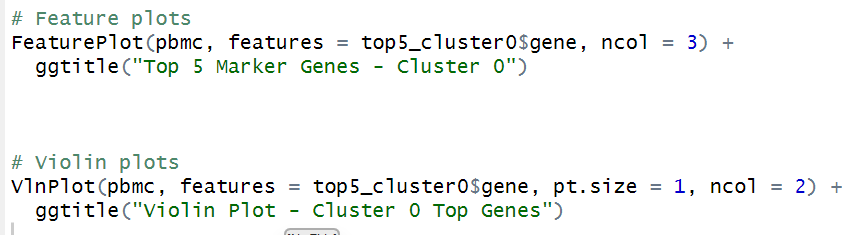 # Feature plots
FeaturePlot(pbmc, features = top5_cluster0$gene, ncol = 3) +
  ggtitle("Top 5 Marker Genes - Cluster 0")
# Violin plots
VlnPlot(pbmc, features = top5_cluster0$gene, pt.size = 1, ncol = 2) +
  ggtitle("Violin Plot - Cluster 0 Top Genes")